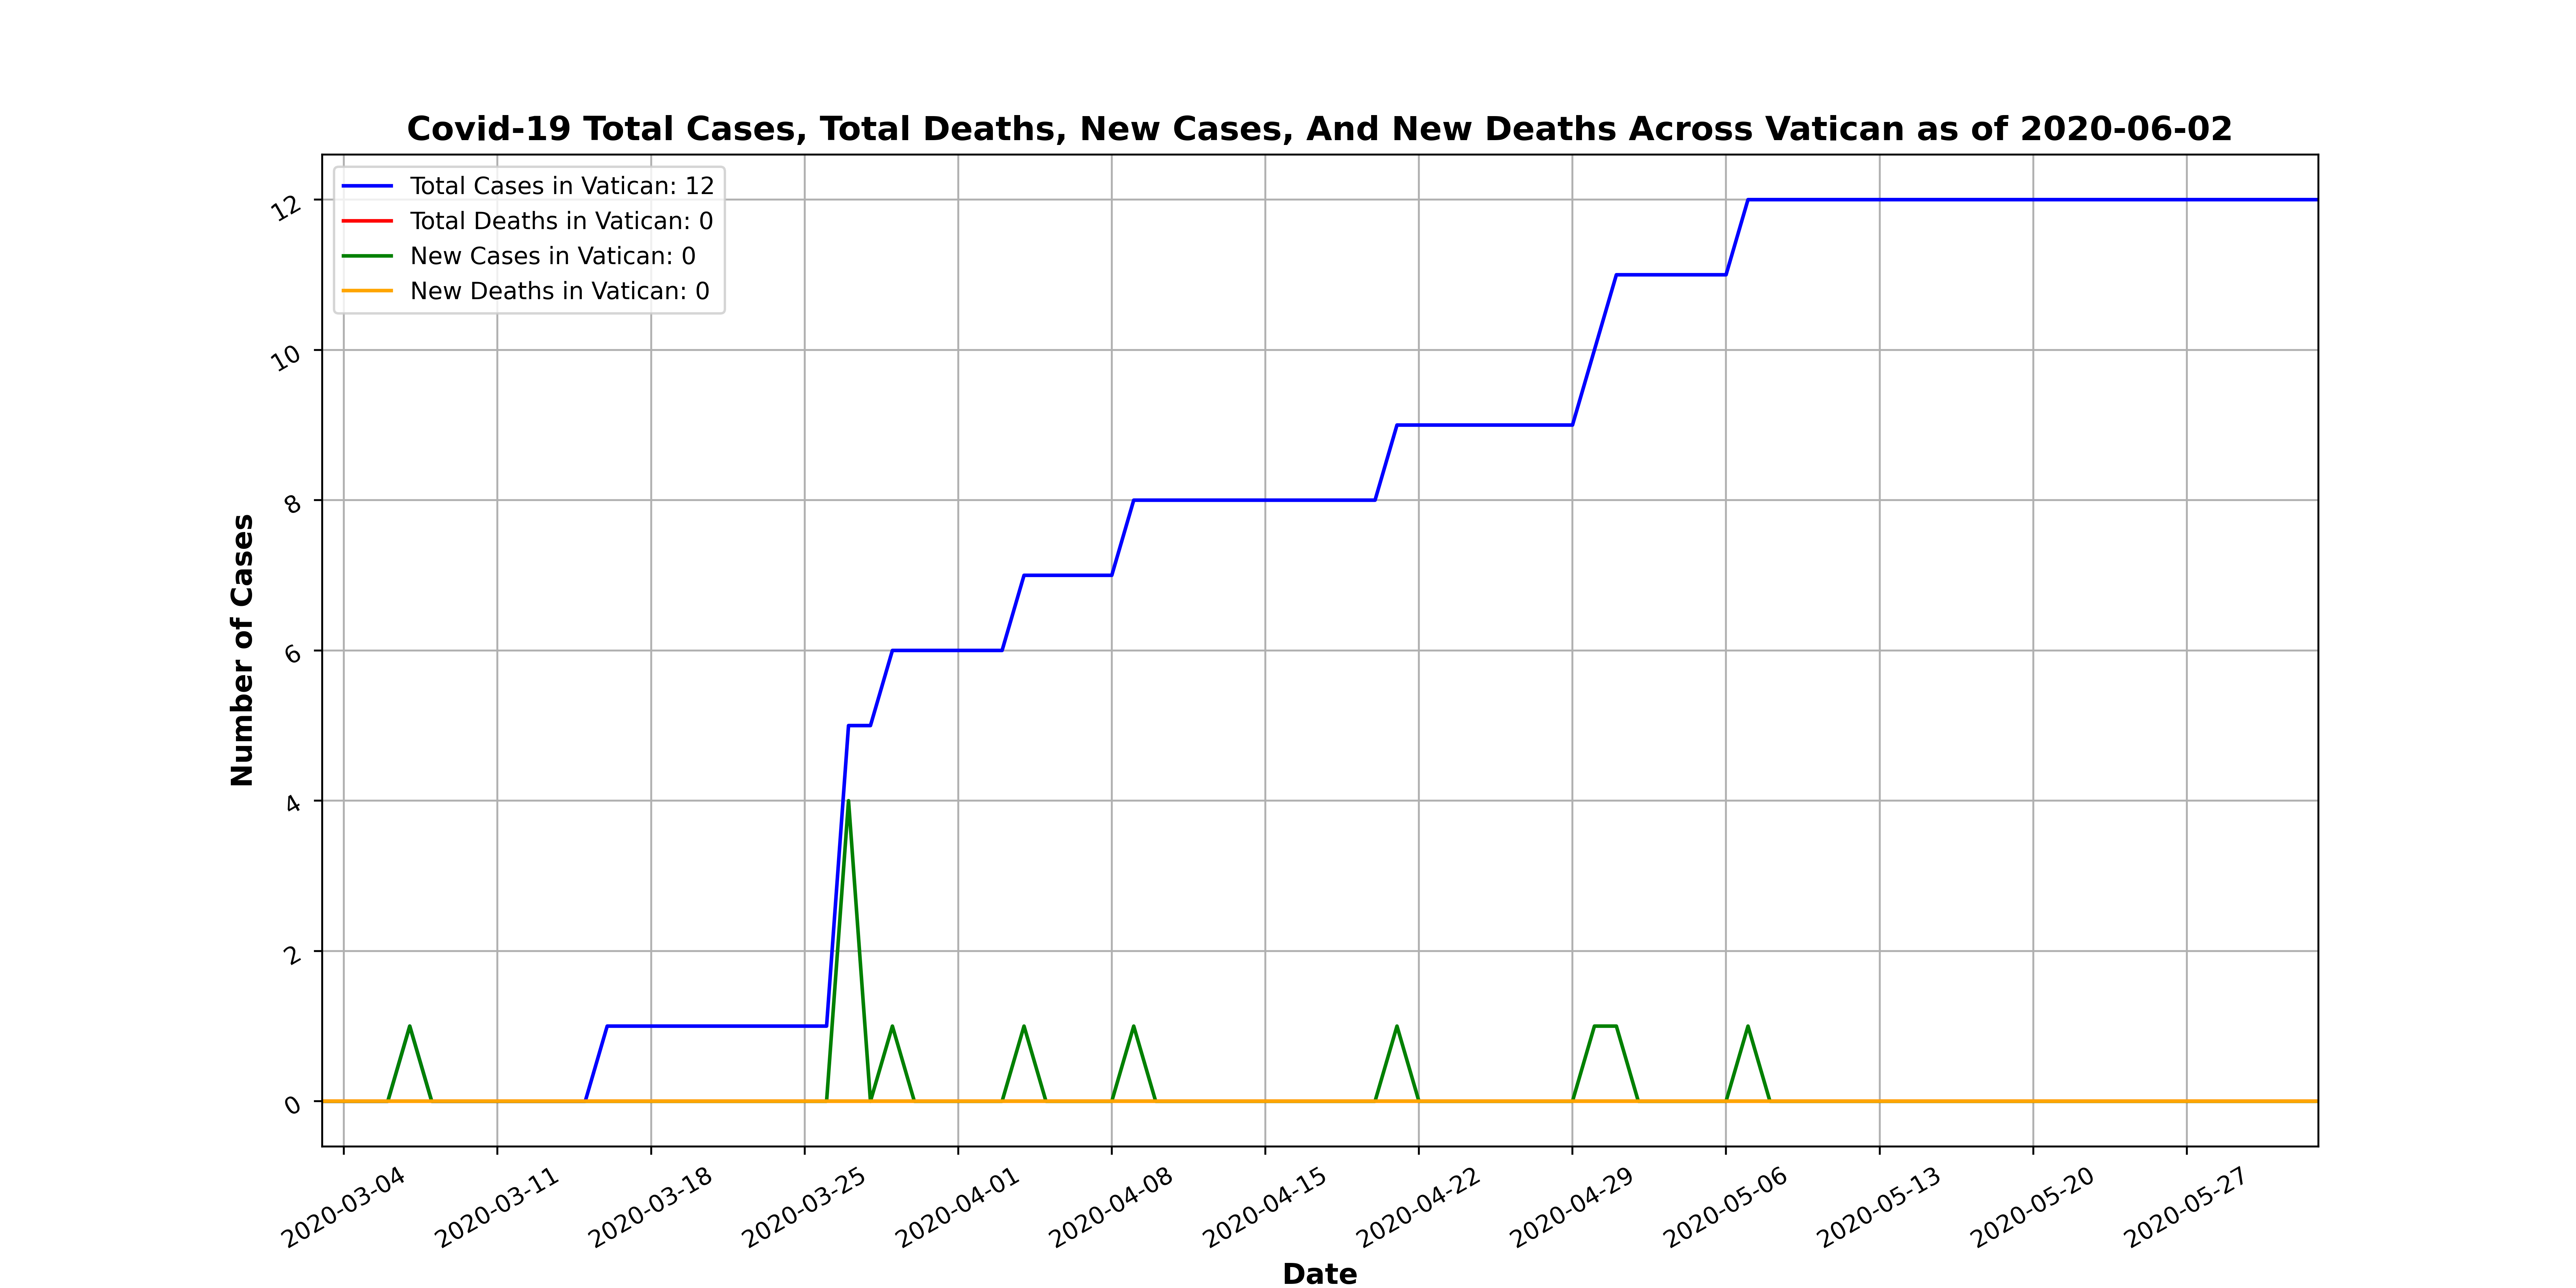 Covid-19 Total Cases, Total Deaths, New Cases, And New Deaths Across Vatican as of 2020-06-02
Total Cases in Vatican: 12
Total Deaths in Vatican: 0
New Cases in Vatican: 0
New Deaths in Vatican: 0
Number of Cases
12
10
8
6
4
2
0
2020-03-04
2020-03-11
2020-03-18
2020-03-25
2020-04-01
2020-04-08
2020-04-15
2020-04-22
2020-04-29
2020-05-06
2020-05-13
2020-05-20
2020-05-27
Date